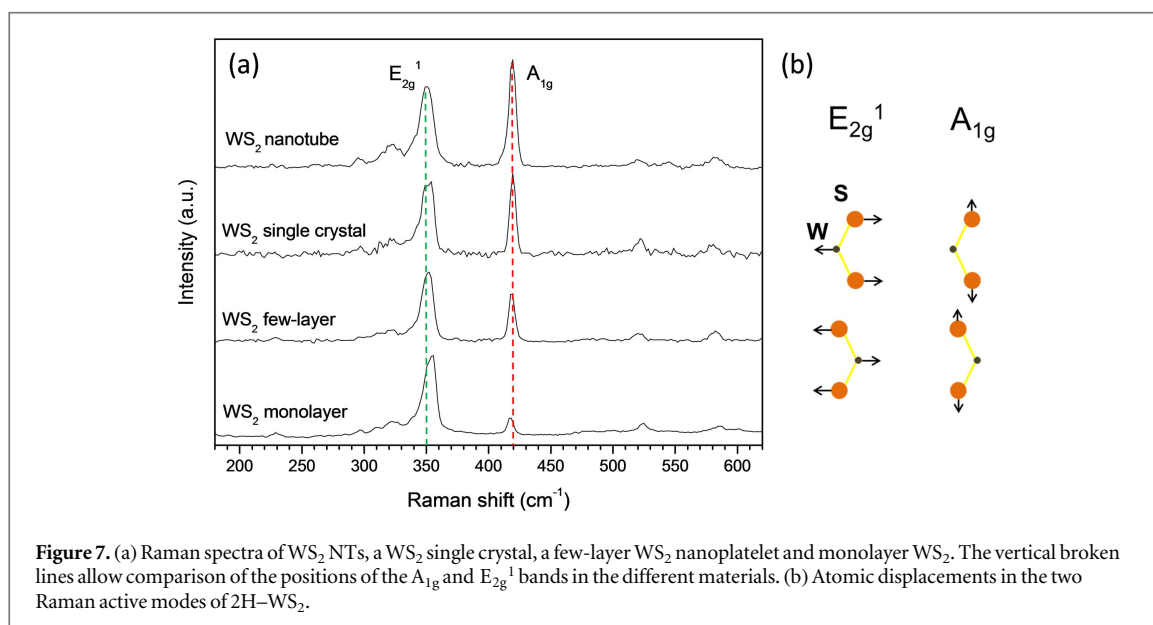 (a)
E₂g¹
A₁g
WS₂ nanotube
WS₂ single crystal
WS₂ few-layer
WS₂ monolayer
Intensity (a.u.)
200 250 300 350 400 450 500 550 600
Raman shift (cm⁻¹)
(b)
E₂g¹ A₁g
S
W
Figure 7. (a) Raman spectra of WS₂ NTs, a WS₂ single crystal, a few-layer WS₂ nanoplatelet and monolayer WS₂. The vertical broken
lines allow comparison of the positions of the A₁g and E₂g¹ bands in the different materials. (b) Atomic displacements in the two
Raman active modes of 2H–WS₂.